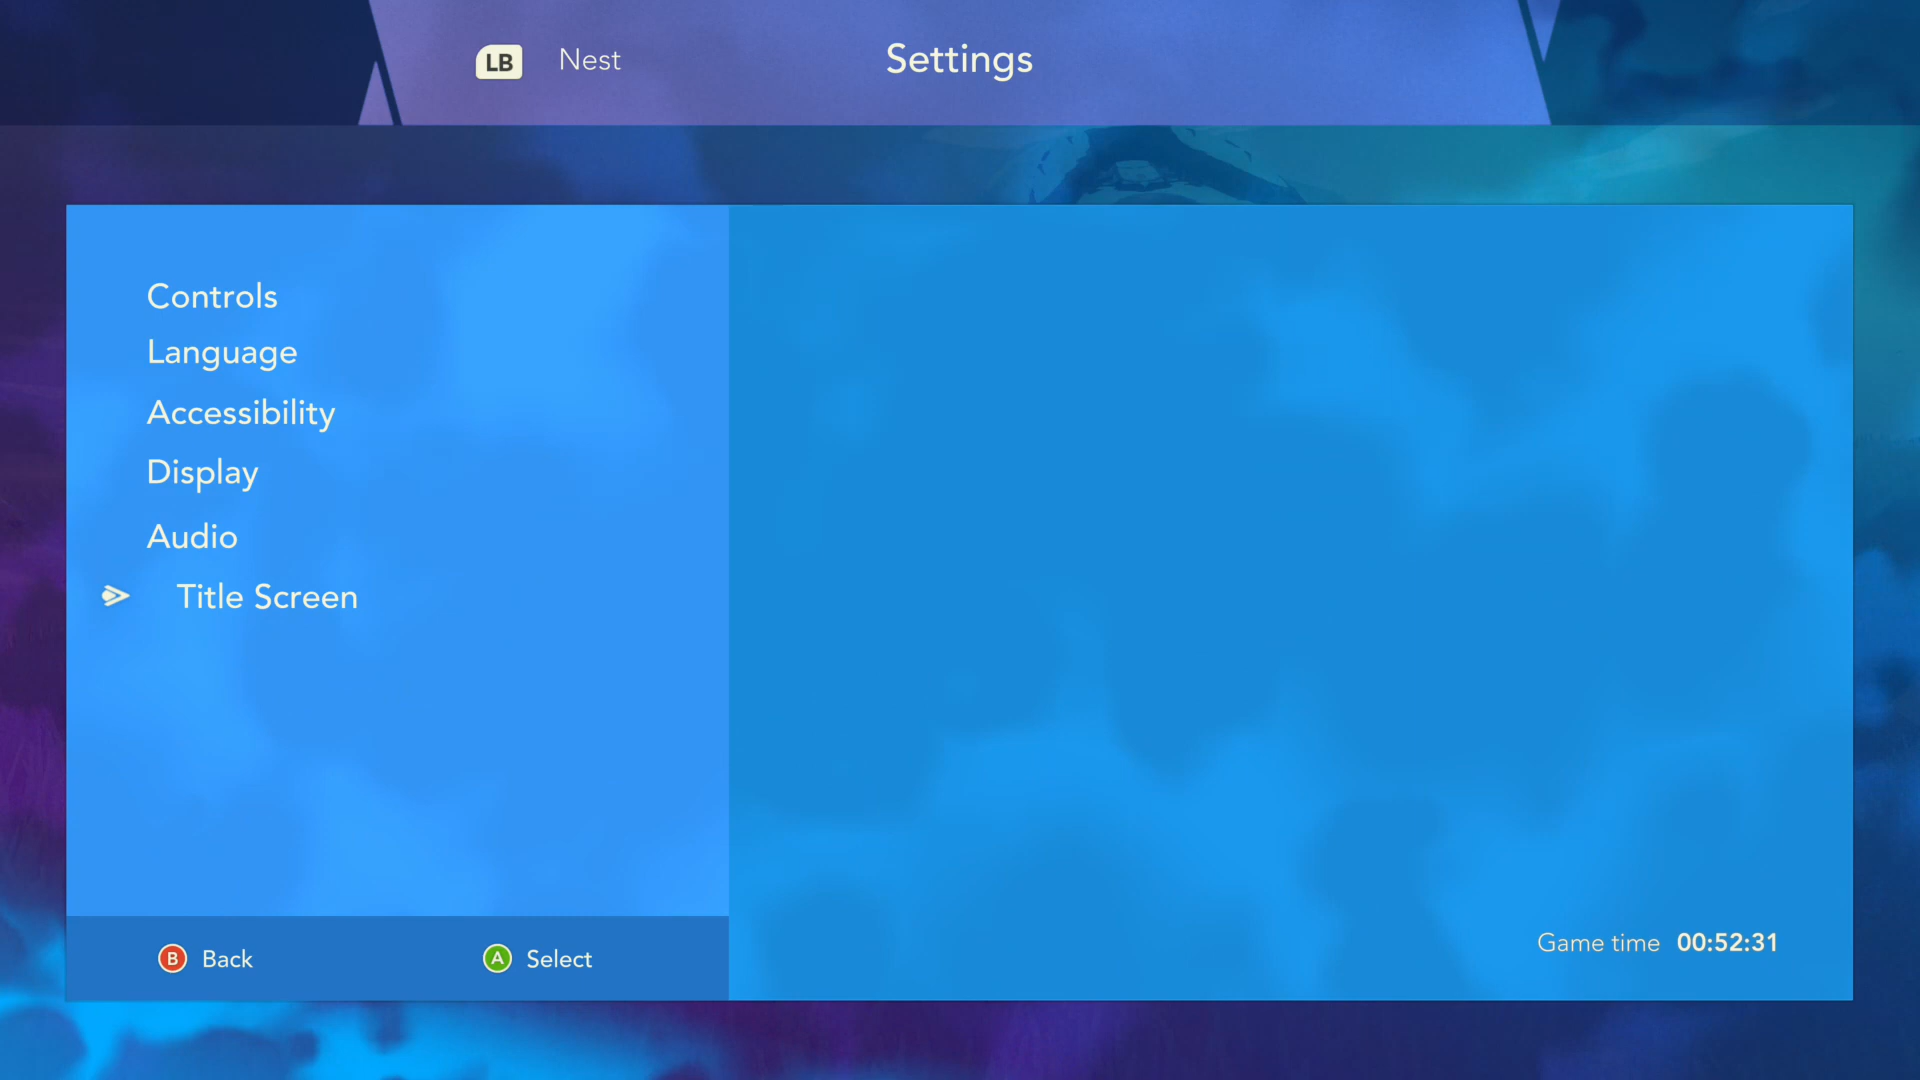 LB Nest Settings
Controls
Language
Accessibility
Display
Audio
Title Screen
B Back A Select
Game time 00:52:31